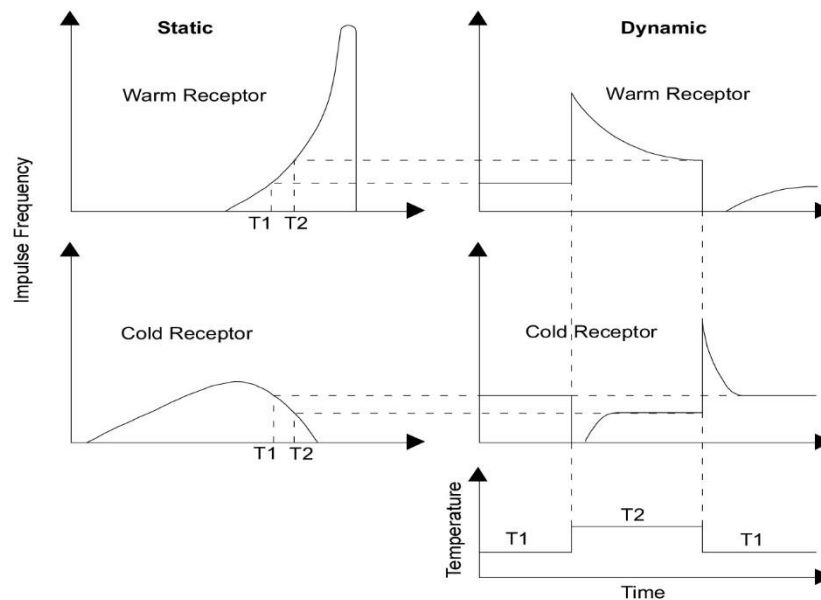 Static
Dynamic
Warm Receptor
Warm Receptor
T1
T2
Impulse Frequency
Cold Receptor
Cold Receptor
T1
T2
Temperature
T1
T2
T1
Time